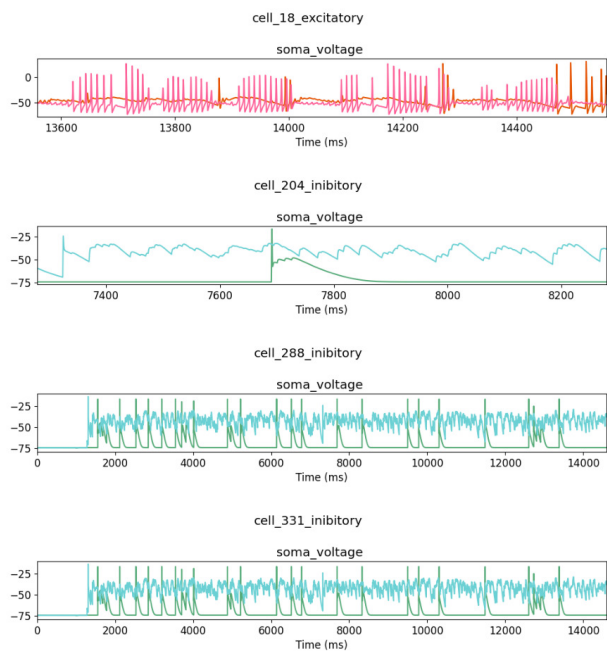 cell_18_excitatory
soma_voltage
0
−50
13600 13800 14000 14200 14400
Time (ms)
cell_204_inibitory
soma_voltage
−25
−50
−75
7400 7600 7800 8000 8200
Time (ms)
cell_288_inibitory
soma_voltage
−25
−50
−75
0 2000 4000 6000 8000 10000 12000 14000
Time (ms)
cell_331_inibitory
soma_voltage
−25
−50
−75
0 2000 4000 6000 8000 10000 12000 14000
Time (ms)